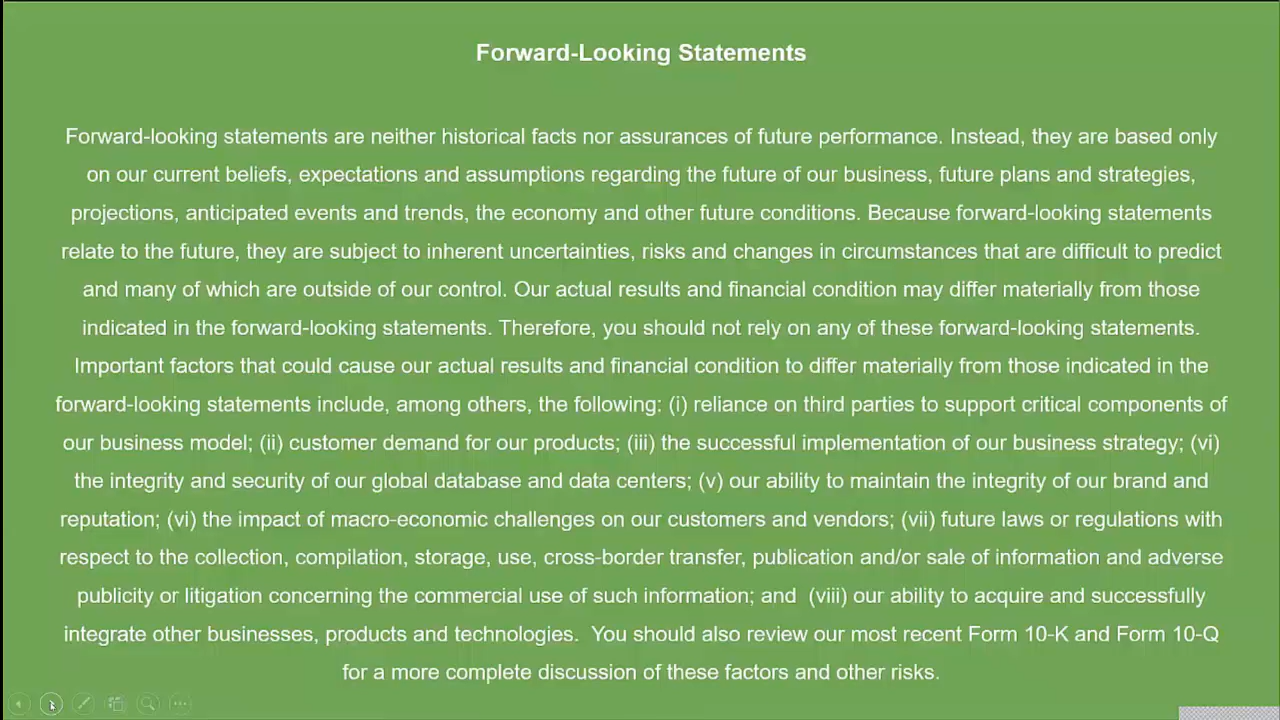 Forward-Looking Statements
Forward-looking statements are neither historical facts nor assurances of future performance. Instead, they are based only
on our current beliefs, expectations and assumptions regarding the future of our business, future plans and strategies,
projections, anticipated events and trends, the economy and other future conditions. Because forward-looking statements
relate to the future, they are subject to inherent uncertainties, risks and changes in circumstances that are difficult to predict
and many of which are outside of our control. Our actual results and financial condition may differ materially from those
indicated in the forward-looking statements. Therefore, you should not rely on any of these forward-looking statements.
Important factors that could cause our actual results and financial condition to differ materially from those indicated in the
forward-looking statements include, among others, the following: (i) reliance on third parties to support critical components of
our business model; (ii) customer demand for our products; (iii) the successful implementation of our business strategy; (vi)
the integrity and security of our global database and data centers; (v) our ability to maintain the integrity of our brand and
reputation; (vi) the impact of macro-economic challenges on our customers and vendors; (vii) future laws or regulations with
respect to the collection, compilation, storage, use, cross-border transfer, publication and/or sale of information and adverse
publicity or litigation concerning the commercial use of such information; and  (viii) our ability to acquire and successfully
integrate other businesses, products and technologies.  You should also review our most recent Form 10-K and Form 10-Q
for a more complete discussion of these factors and other risks.